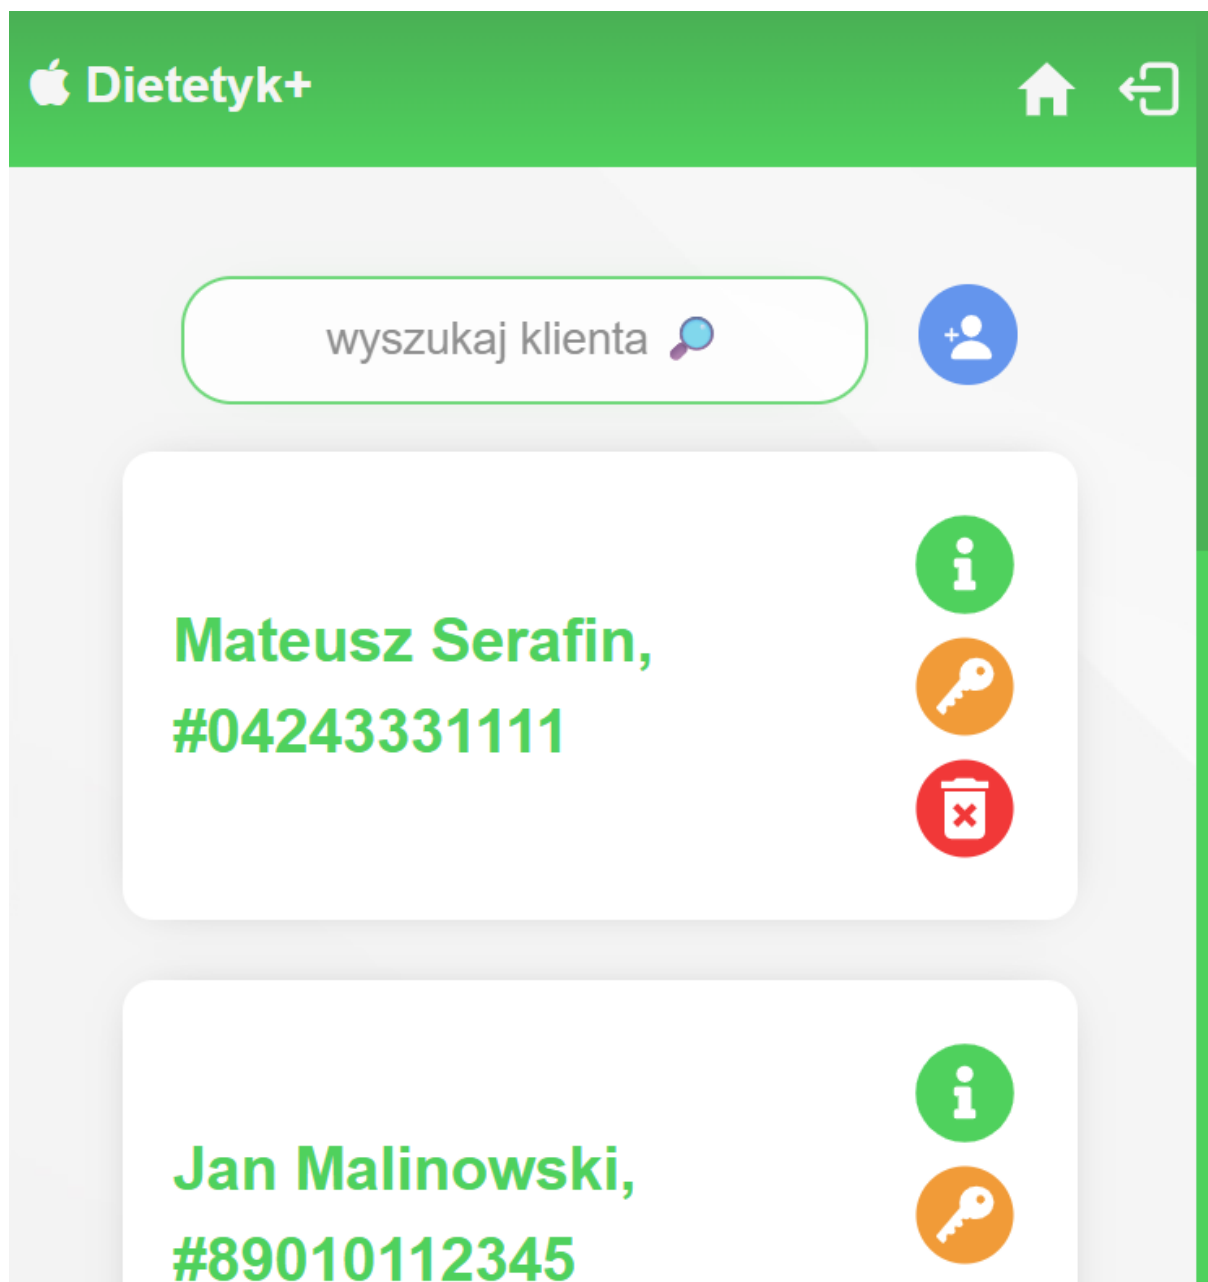 Dietetyk+
wyszukaj klienta
Mateusz Serafin,
#04243331111
Jan Malinowski,
#89010112345